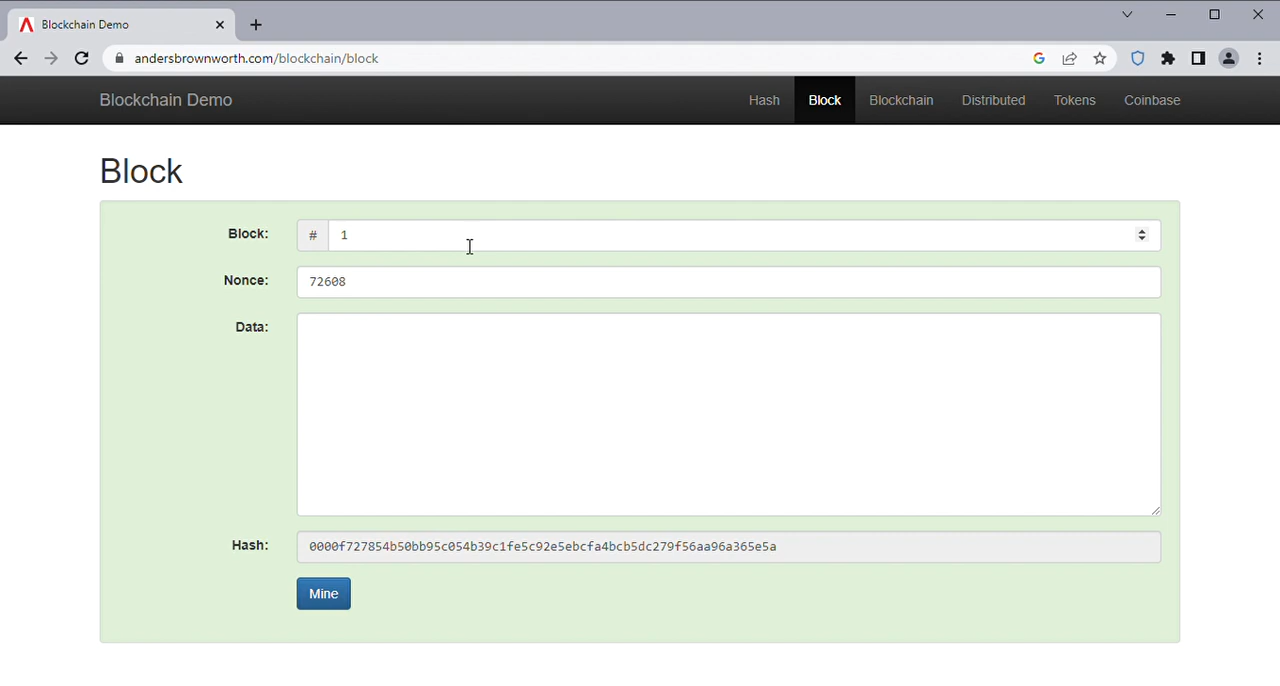 Blockchain Demo
andersbrownworth.com/blockchain/block
Blockchain Demo Hash Block Blockchain Distributed Tokens Coinbase
Block
Block: # 1
Nonce: 72608
Data:
Hash: 0000f727854b50bb95c054b39c1fe5c92e5ebcfa4bcb5dc279f56aa96a365e5a
Mine